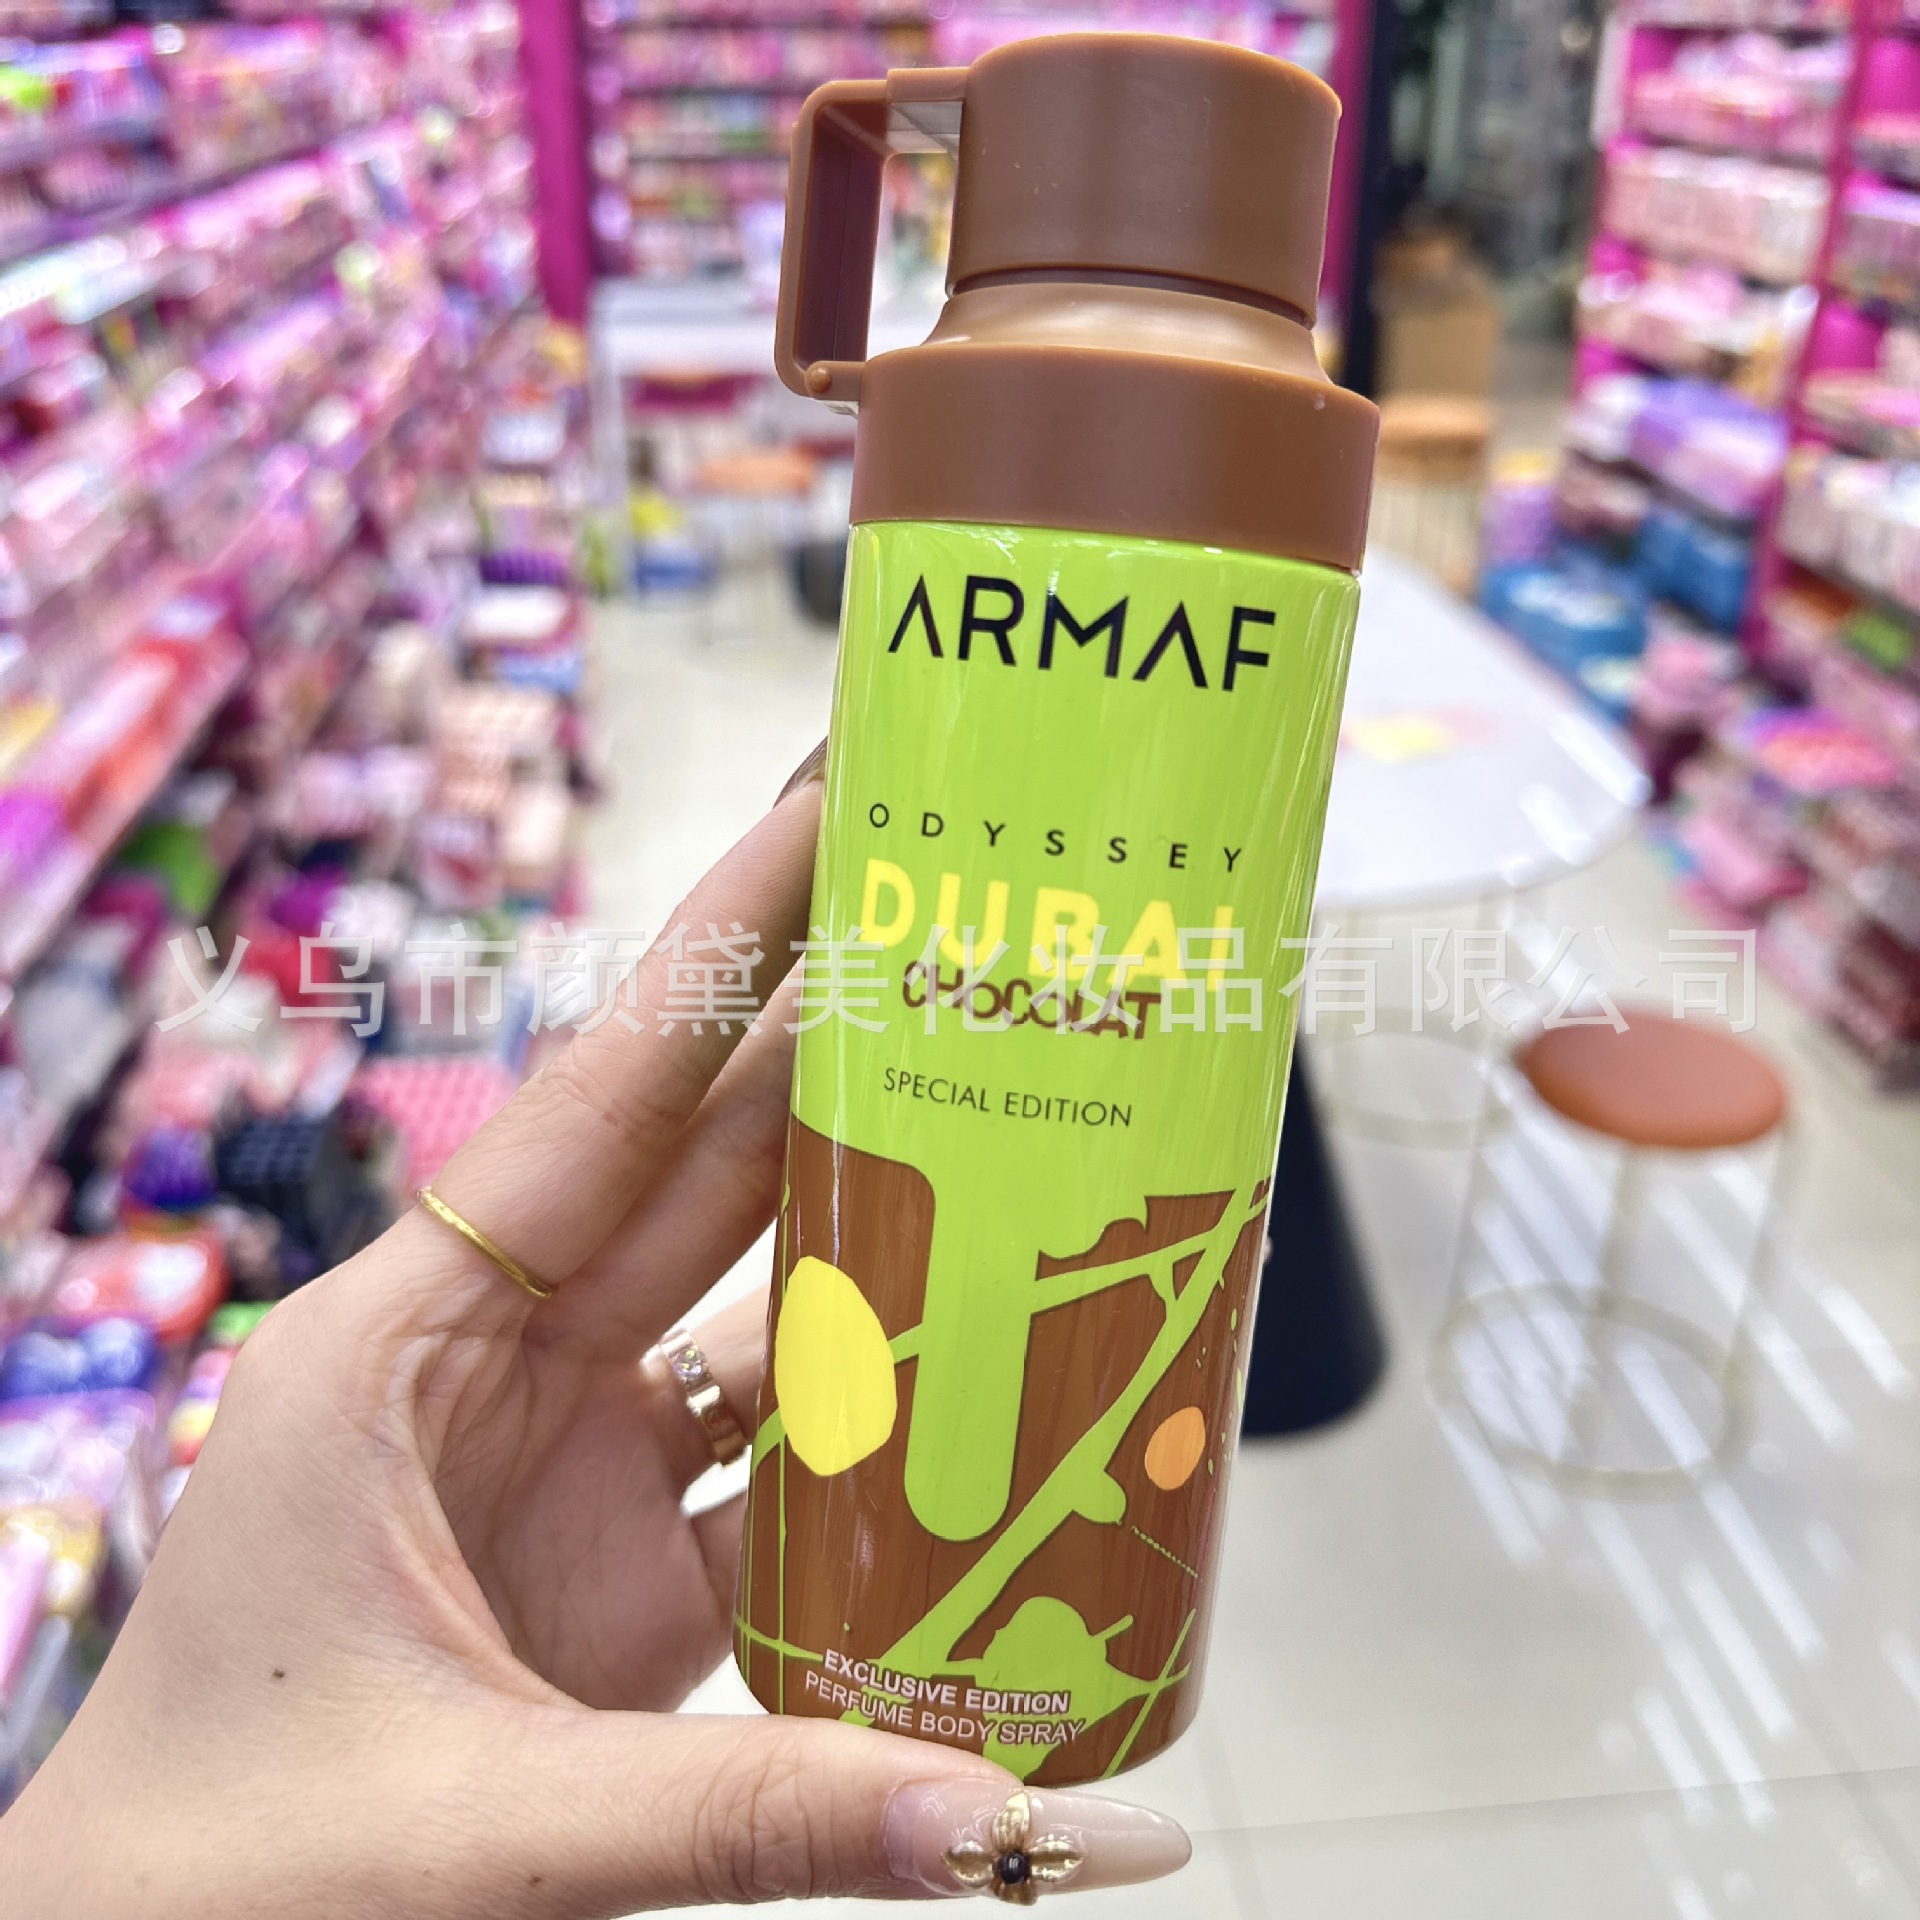 ARMAF
ODYSSEY
DUBAI
义乌市颜黛美化妆品有限公司
CHOCOLAT
SPECIAL EDITION
EXCLUSIVE EDITION
PERFUME BODY SPRAY